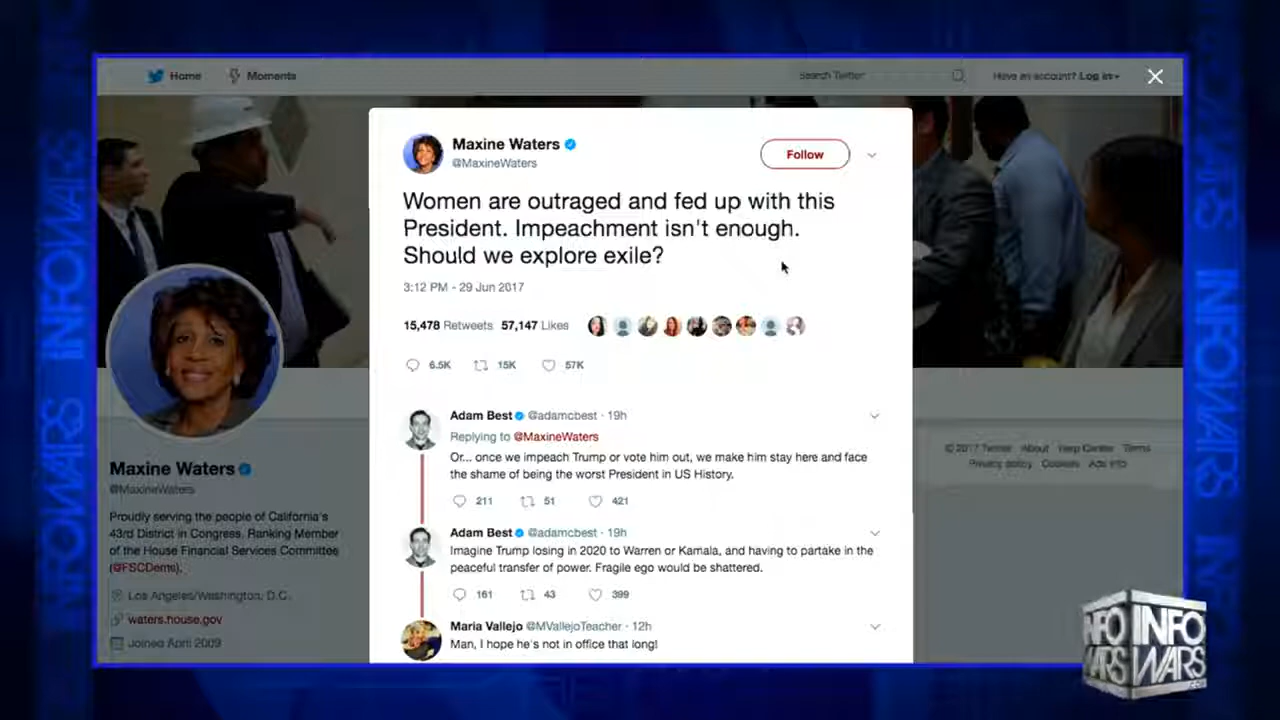 Home
Moments
Search Twitter
Have an account? Log in
Maxine Waters
@MaxineWaters
Follow
Women are outraged and fed up with this
President. Impeachment isn't enough.
Should we explore exile?
3:12 PM - 29 Jun 2017
15,478 Retweets 57,147 Likes
6.5K 15K 57K
Adam Best @adamcbest · 19h
Replying to @MaxineWaters
Or... once we impeach Trump or vote him out, we make him stay here and face
the shame of being the worst President in US History.
211 51 421
Adam Best @adamcbest · 19h
Imagine Trump losing in 2020 to Warren or Kamala, and having to partake in the
peaceful transfer of power. Fragile ego would be shattered.
161 43 399
Maria Vallejo @MVallejoTeacher · 12h
Man, I hope he's not in office that long!
Maxine Waters
@MaxineWaters
Proudly serving the people of California's
43rd District in Congress. Ranking Member
of the House Financial Services Committee
(@FSCDems).
Los Angeles/Washington, D.C.
waters.house.gov
Joined April 2009
© 2017 Twitter About Help Center Terms
Privacy policy Cookies Ads info
INFOWARS
INFOWARS
INFOWARS
INFOWARS
INFO
WARS
INFO
WARS
.COM